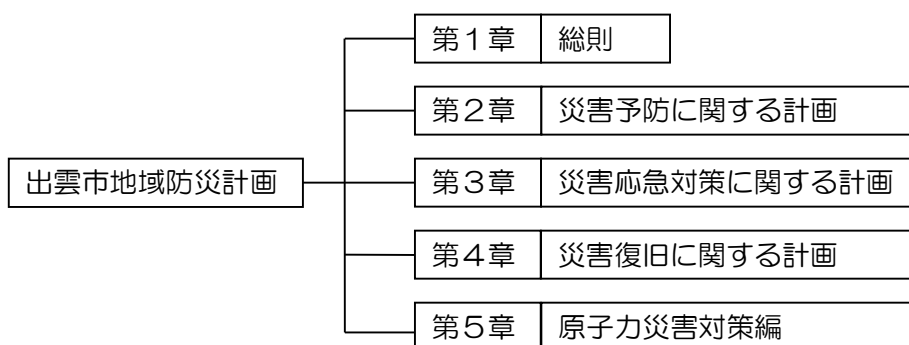 第１章 総則
第２章 災害予防に関する計画
出雲市地域防災計画
第３章 災害応急対策に関する計画
第４章 災害復旧に関する計画
第５章 原子力災害対策編